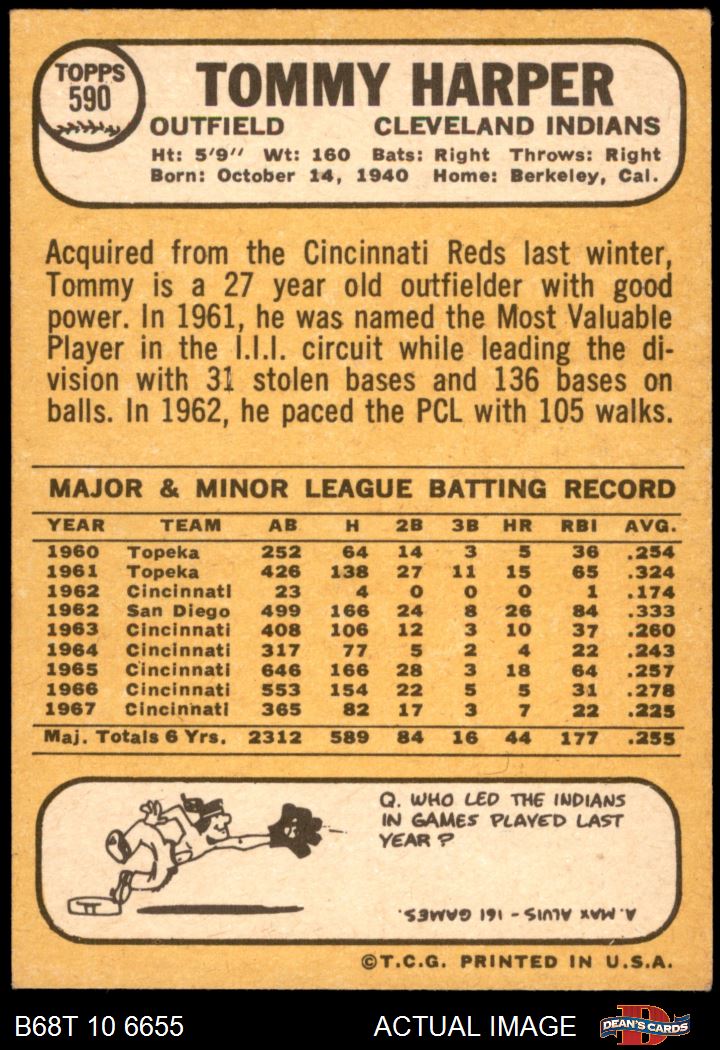 TOPPS
590
TOMMY HARPER
OUTFIELD CLEVELAND INDIANS
Ht: 5'9" Wt: 160 Bats: Right Throws: Right
Born: October 14, 1940 Home: Berkeley, Cal.
Acquired from the Cincinnati Reds last winter,
Tommy is a 27 year old outfielder with good
power. In 1961, he was named the Most Valuable
Player in the I.I.I. circuit while leading the di-
vision with 31 stolen bases and 136 bases on
balls. In 1962, he paced the PCL with 105 walks.
MAJOR & MINOR LEAGUE BATTING RECORD
YEAR TEAM AB H 2B 3B HR RBI AVG.
1960 Topeka 252 64 14 3 5 36 .254
1961 Topeka 426 138 27 11 15 65 .324
1962 Cincinnati 23 4 0 0 0 1 .174
1962 San Diego 499 166 24 8 26 84 .333
1963 Cincinnati 408 106 12 3 10 37 .260
1964 Cincinnati 317 77 5 2 4 22 .243
1965 Cincinnati 646 166 28 3 18 64 .257
1966 Cincinnati 553 154 22 5 5 31 .278
1967 Cincinnati 365 82 17 3 7 22 .225
Maj. Totals 6 Yrs. 2312 589 84 16 44 177 .255
Q. WHO LED THE INDIANS
IN GAMES PLAYED LAST
YEAR?
A. MAX ALVIS - 161 GAMES.
©T.C.G. PRINTED IN U.S.A.
B68T 10 6655 ACTUAL IMAGE
D
DEAN'S CARDS